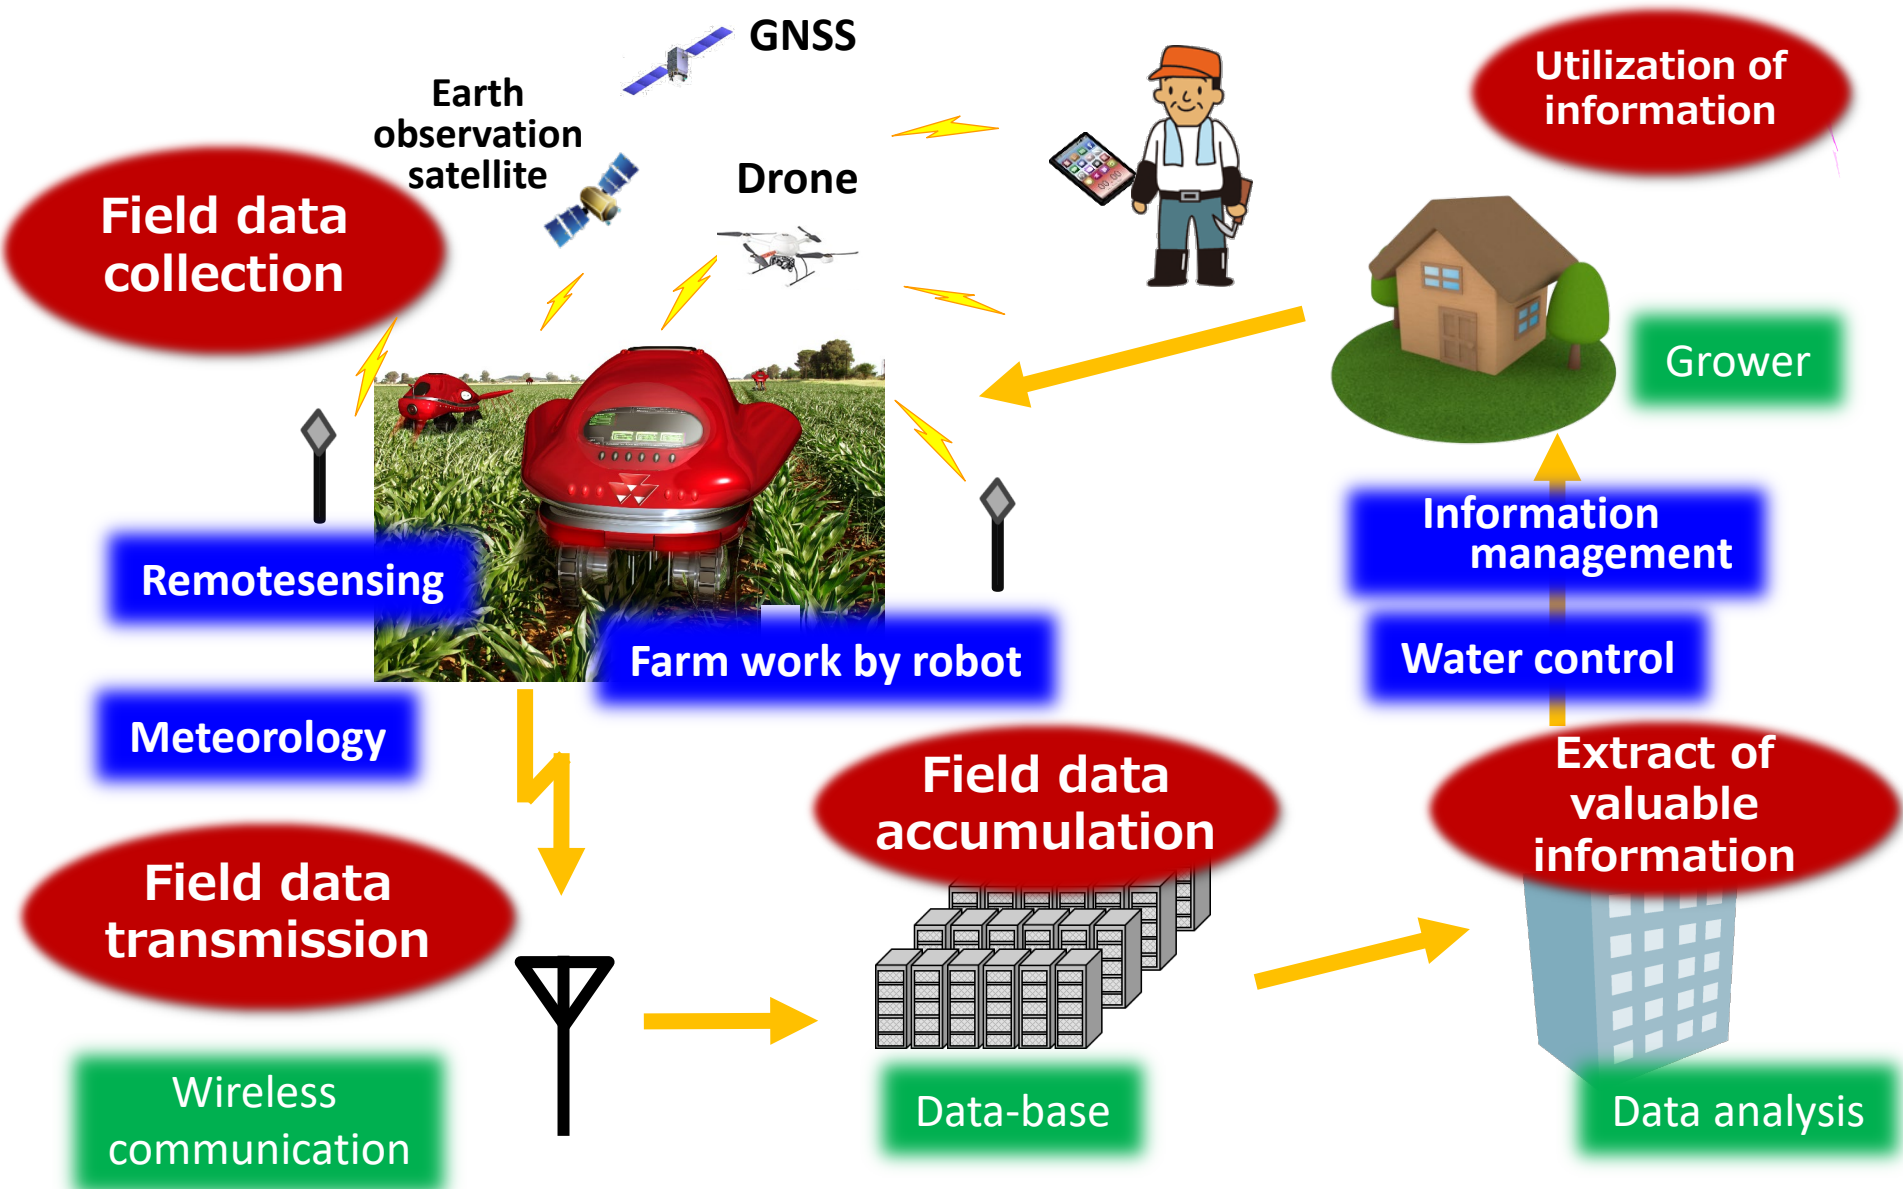 GNSS
Earth
observation
satellite
Drone
Utilization of
information
Field data
collection
Grower
Remotesensing
Information
management
Farm work by robot
Water control
Meteorology
Field data
accumulation
Extract of
valuable
information
Field data
transmission
Wireless
communication
Data-base
Data analysis